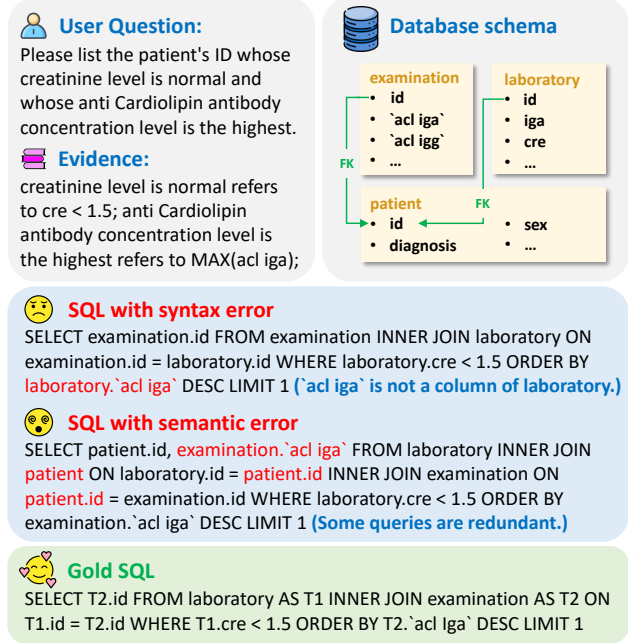 User Question:
Please list the patient's ID whose
creatinine level is normal and
whose anti Cardiolipin antibody
concentration level is the highest.
Evidence:
creatinine level is normal refers
to cre < 1.5; anti Cardiolipin
antibody concentration level is
the highest refers to MAX(acl iga);
Database schema
examination
• id
• `acl iga`
• `acl igg`
• ...
laboratory
• id
• iga
• cre
• ...
FK
FK
patient
• id
• diagnosis
• sex
• ...
SQL with syntax error
SELECT examination.id FROM examination INNER JOIN laboratory ON
examination.id = laboratory.id WHERE laboratory.cre < 1.5 ORDER BY
laboratory.`acl iga` DESC LIMIT 1 (`acl iga` is not a column of laboratory.)
SQL with semantic error
SELECT patient.id, examination.`acl iga` FROM laboratory INNER JOIN
patient ON laboratory.id = patient.id INNER JOIN examination ON
patient.id = examination.id WHERE laboratory.cre < 1.5 ORDER BY
examination.`acl iga` DESC LIMIT 1 (Some queries are redundant.)
Gold SQL
SELECT T2.id FROM laboratory AS T1 INNER JOIN examination AS T2 ON
T1.id = T2.id WHERE T1.cre < 1.5 ORDER BY T2.`acl Iga` DESC LIMIT 1